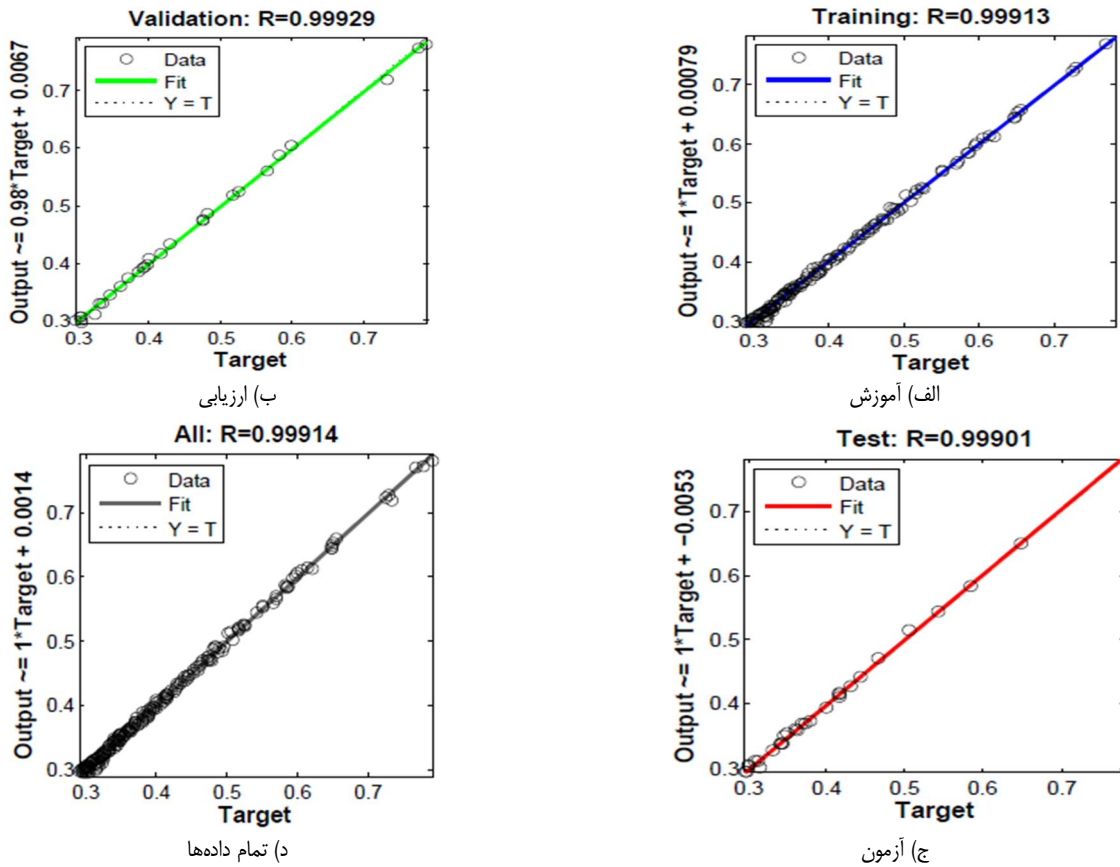 Validation: R=0.99929
Output ~= 0.98*Target + 0.0067
Data
Fit
Y = T
0.7
0.6
0.5
0.4
0.3
0.3 0.4 0.5 0.6 0.7
Target
ب) ارزیابی
Training: R=0.99913
Output ~= 1*Target + 0.00079
Data
Fit
Y = T
0.7
0.6
0.5
0.4
0.3
0.3 0.4 0.5 0.6 0.7
Target
الف) آموزش
All: R=0.99914
Output ~= 1*Target + 0.0014
Data
Fit
Y = T
0.7
0.6
0.5
0.4
0.3
0.3 0.4 0.5 0.6 0.7
Target
د) تمام داده‌ها
Test: R=0.99901
Output ~= 1*Target + −0.0053
Data
Fit
Y = T
0.7
0.6
0.5
0.4
0.3
0.3 0.4 0.5 0.6 0.7
Target
ج) آزمون